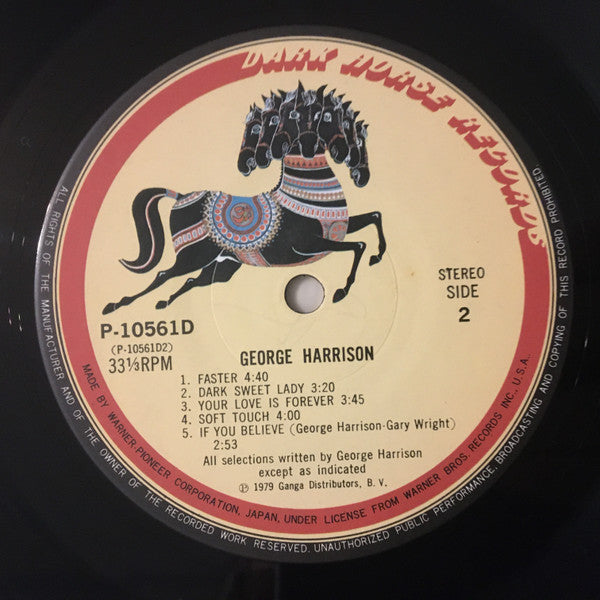 DARK HORSE RECORDS
STEREO
SIDE
2
P-10561D
(P-10561D2)
33⅓RPM
GEORGE HARRISON
1. FASTER 4:40
2. DARK SWEET LADY 3:20
3. YOUR LOVE IS FOREVER 3:45
4. SOFT TOUCH 4:00
5. IF YOU BELIEVE (George Harrison-Gary Wright)
2:53
All selections written by George Harrison
except as indicated
℗ 1979 Ganga Distributors, B. V.
MADE BY WARNER-PIONEER CORPORATION, JAPAN, UNDER LICENSE FROM WARNER BROS. RECORDS INC., U.S.A.
ALL RIGHTS OF THE MANUFACTURER AND OF THE OWNER OF THE RECORDED WORK RESERVED. UNAUTHORIZED PUBLIC PERFORMANCE, BROADCASTING AND COPYING OF THIS RECORD PROHIBITED.